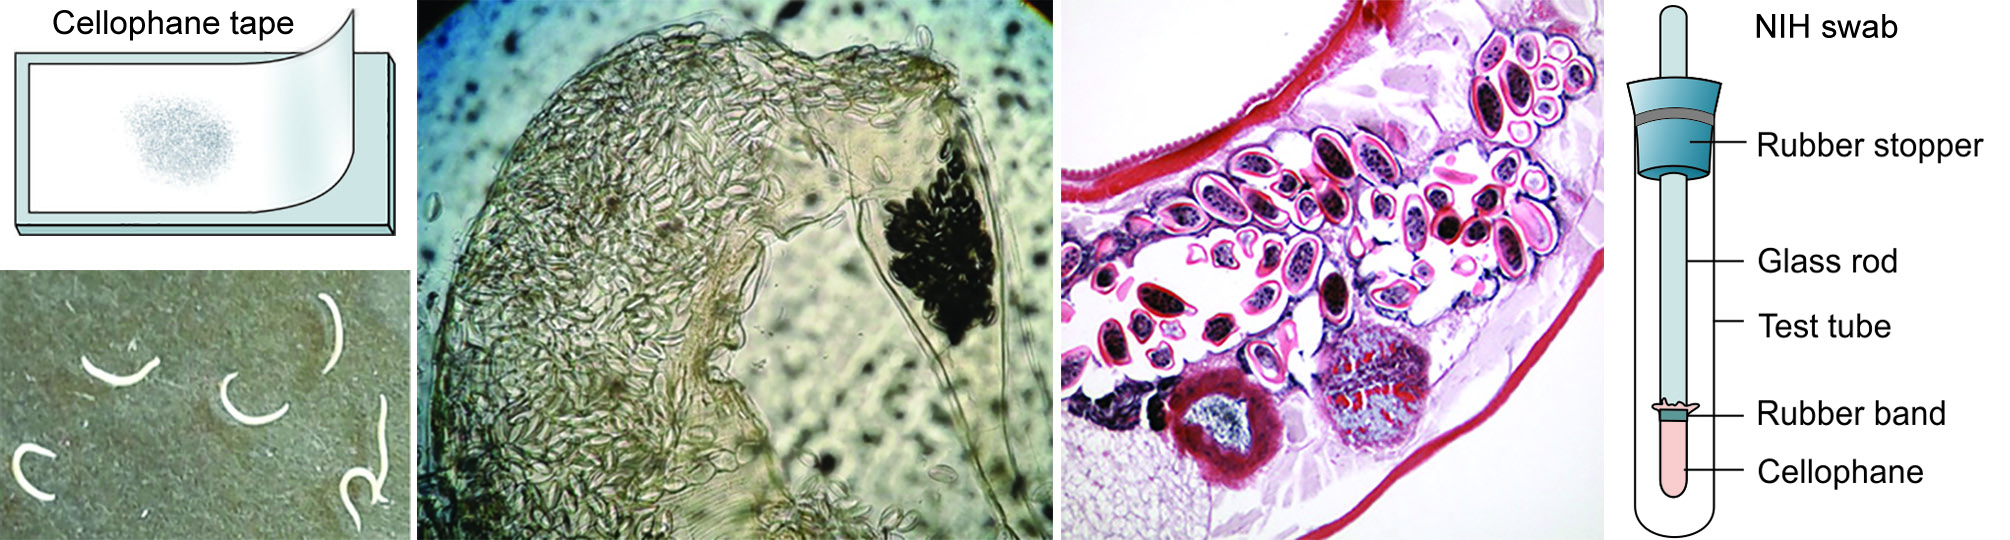 Cellophane tape
NIH swab
Rubber stopper
Glass rod
Test tube
Rubber band
Cellophane